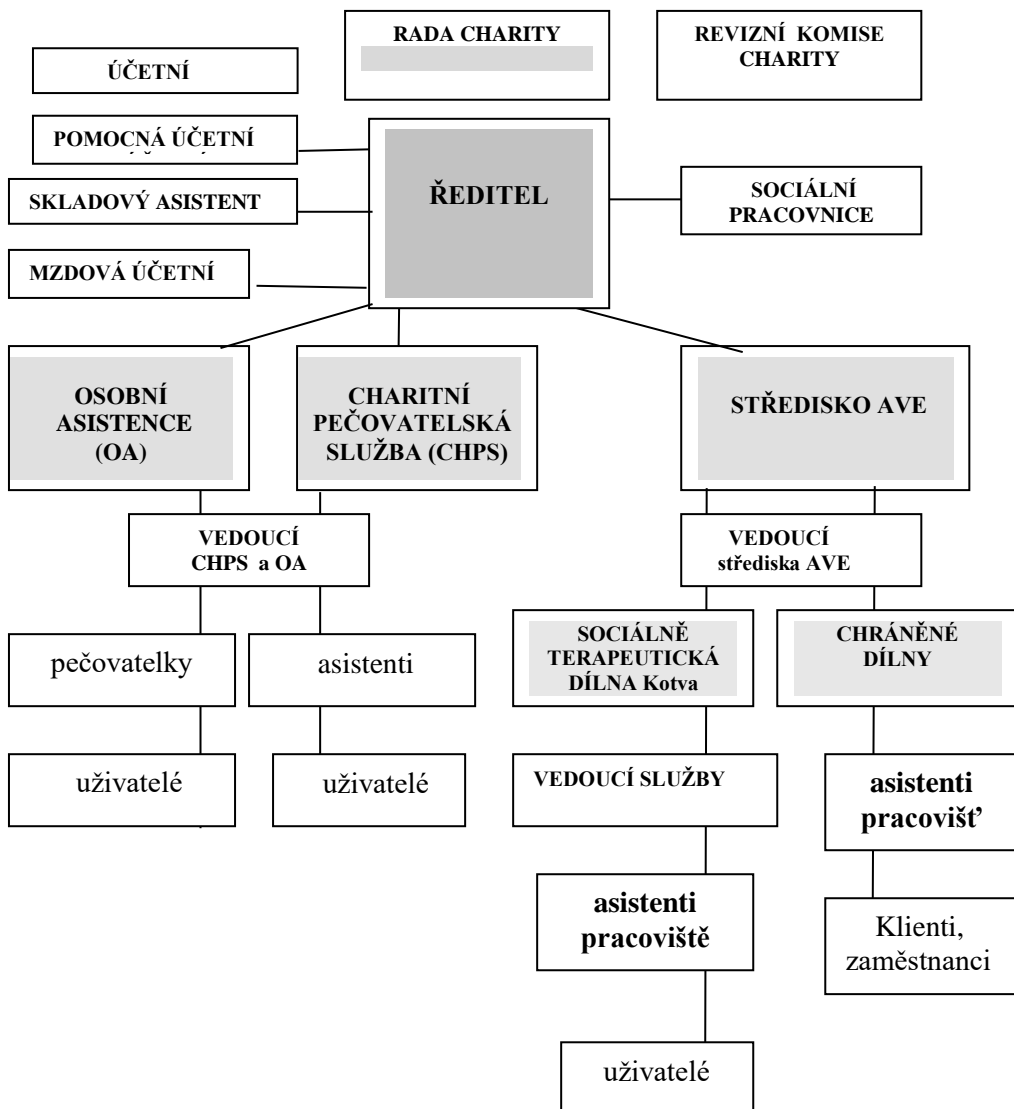 RADA CHARITY
REVIZNÍ KOMISE
CHARITY
ÚČETNÍ
POMOCNÁ ÚČETNÍ
SKLADOVÝ ASISTENT
MZDOVÁ ÚČETNÍ
ŘEDITEL
SOCIÁLNÍ
PRACOVNICE
OSOBNÍ
ASISTENCE
(OA)
CHARITNÍ
PEČOVATELSKÁ
SLUŽBA (CHPS)
STŘEDISKO AVE
VEDOUCÍ
CHPS a OA
VEDOUCÍ
střediska AVE
pečovatelky
asistenti
SOCIÁLNĚ
TERAPEUTICKÁ
DÍLNA Kotva
CHRÁNĚNÉ
DÍLNY
uživatelé
uživatelé
VEDOUCÍ SLUŽBY
asistenti
pracovišť
asistenti
pracoviště
Klienti,
zaměstnanci
uživatelé